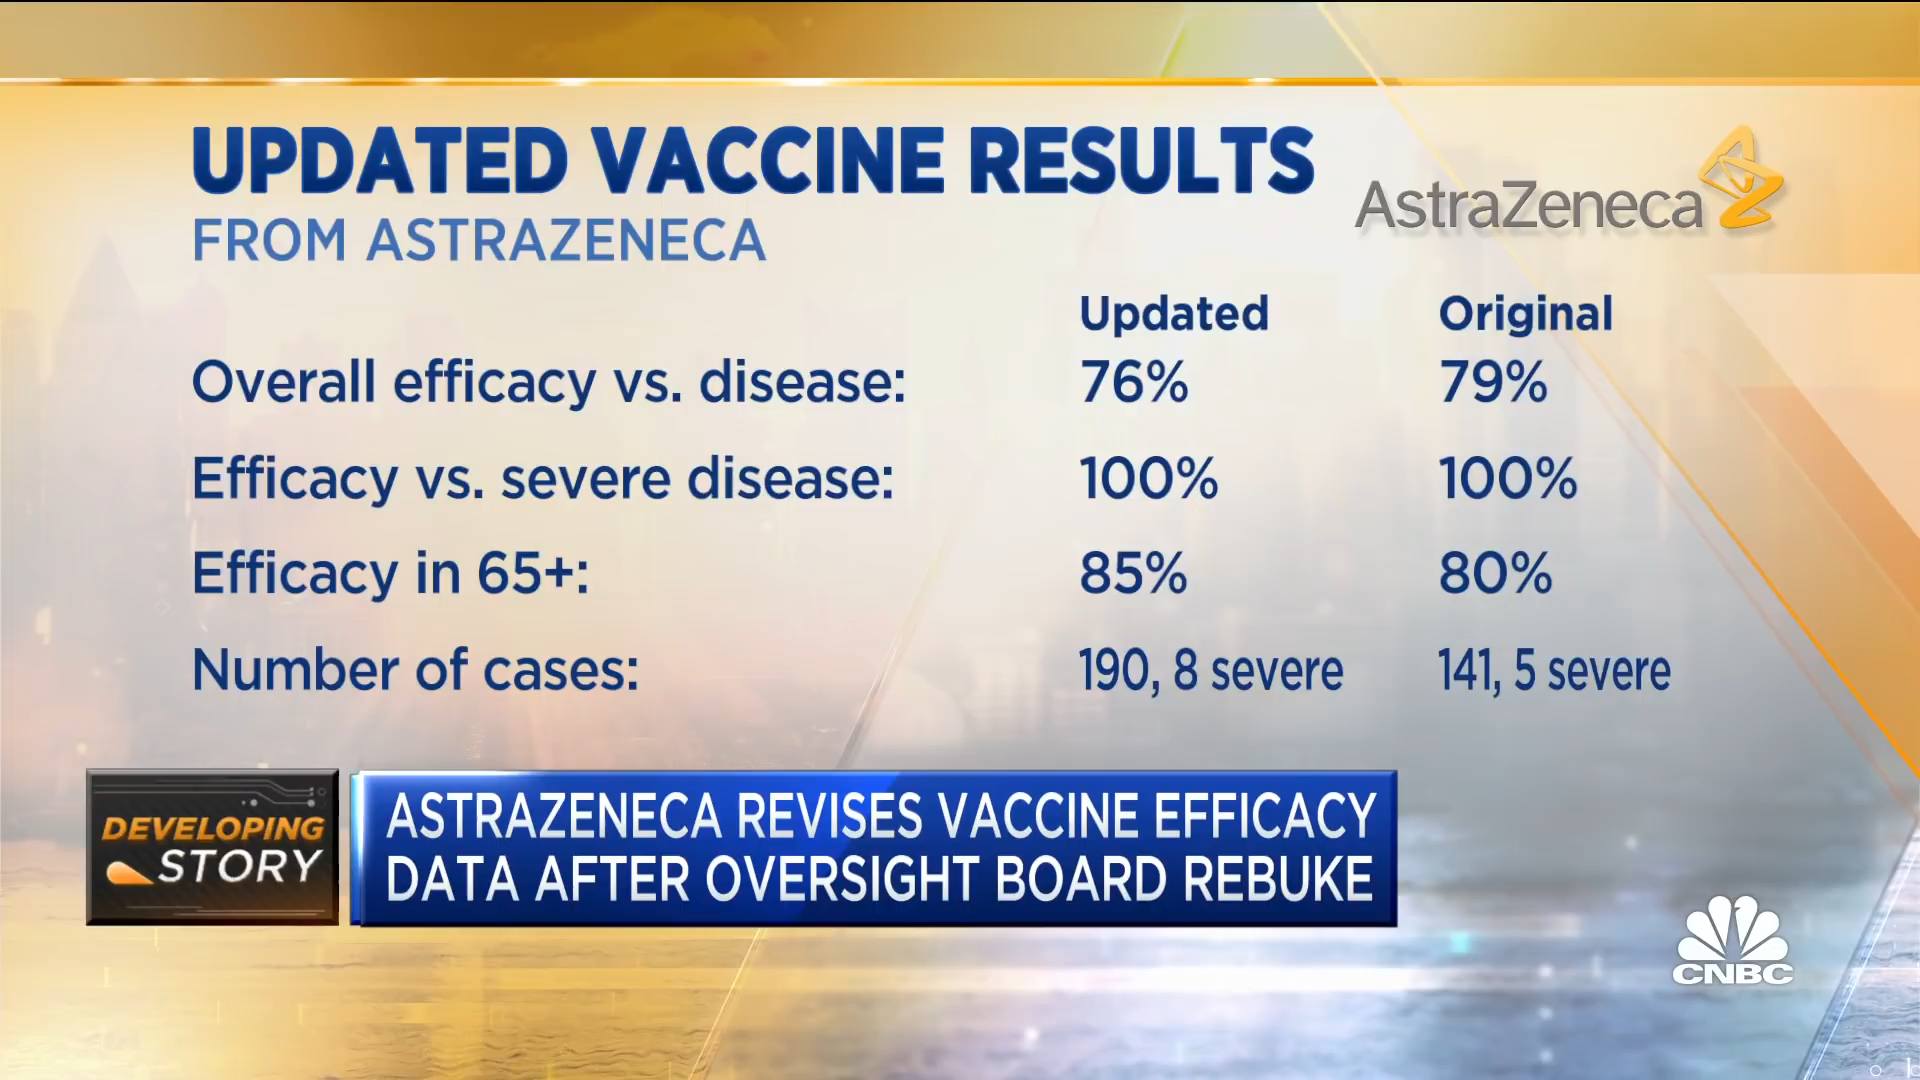 UPDATED VACCINE RESULTS
FROM ASTRAZENECA
AstraZeneca
Updated Original
Overall efficacy vs. disease: 76% 79%
Efficacy vs. severe disease: 100% 100%
Efficacy in 65+: 85% 80%
Number of cases: 190, 8 severe 141, 5 severe
DEVELOPING
STORY
ASTRAZENECA REVISES VACCINE EFFICACY
DATA AFTER OVERSIGHT BOARD REBUKE
CNBC